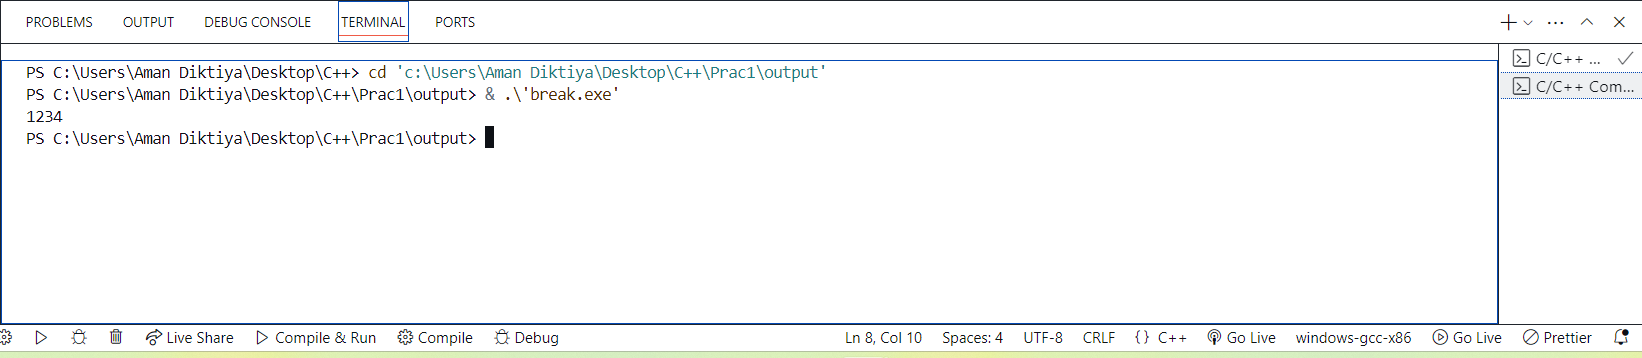 PROBLEMS OUTPUT DEBUG CONSOLE TERMINAL PORTS
PS C:\Users\Aman Diktiya\Desktop\C++> cd 'c:\Users\Aman Diktiya\Desktop\C++\Prac1\output'
PS C:\Users\Aman Diktiya\Desktop\C++\Prac1\output> & .\'break.exe'
1234
PS C:\Users\Aman Diktiya\Desktop\C++\Prac1\output>
C/C++ ...
C/C++ Com...
Live Share Compile & Run Compile Debug Ln 8, Col 10 Spaces: 4 UTF-8 CRLF {} C++ Go Live windows-gcc-x86 Go Live Prettier